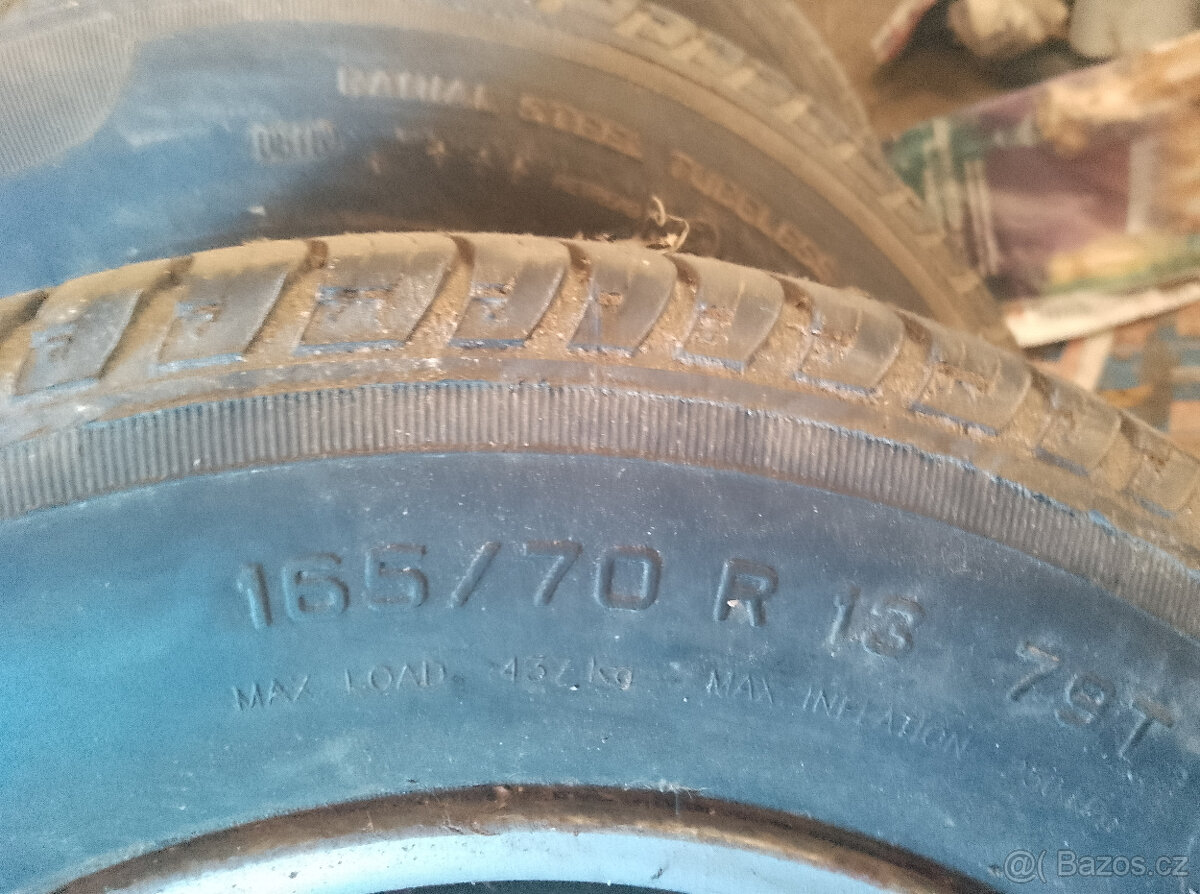 RADIAL STEEL TUBELESS
165/70 R 13 79T
MAX LOAD 437 kg MAX INFLATION
@( Bazos.cz